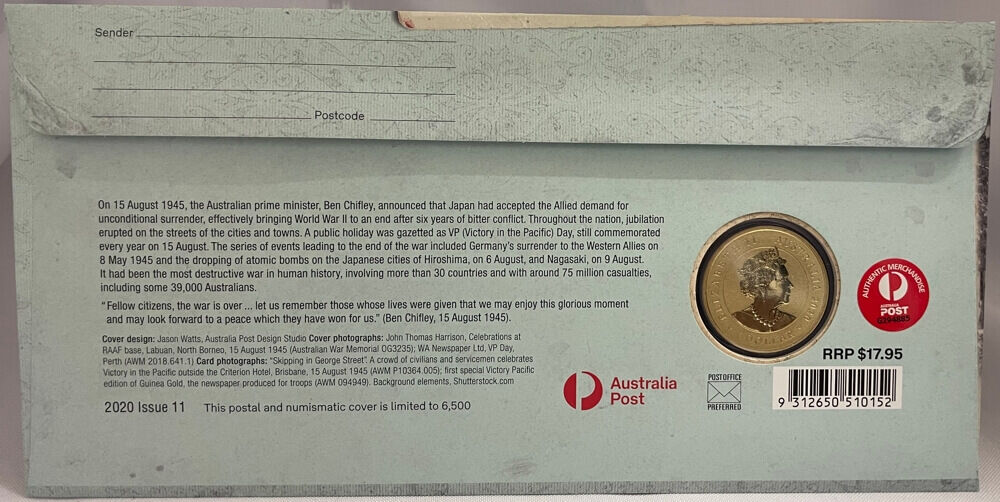 Sender
Postcode
On 15 August 1945, the Australian prime minister, Ben Chifley, announced that Japan had accepted the Allied demand for
unconditional surrender, effectively bringing World War II to an end after six years of bitter conflict. Throughout the nation, jubilation
erupted on the streets of the cities and towns. A public holiday was gazetted as VP (Victory in the Pacific) Day, still commemorated
every year on 15 August. The series of events leading to the end of the war included Germany's surrender to the Western Allies on
8 May 1945 and the dropping of atomic bombs on the Japanese cities of Hiroshima, on 6 August, and Nagasaki, on 9 August.
It had been the most destructive war in human history, involving more than 30 countries and with around 75 million casualties,
including some 39,000 Australians.
“Fellow citizens, the war is over ... let us remember those whose lives were given that we may enjoy this glorious moment
and may look forward to a peace which they have won for us.” (Ben Chifley, 15 August 1945).
Cover design: Jason Watts, Australia Post Design Studio Cover photographs: John Thomas Harrison, Celebrations at
RAAF base, Labuan, North Borneo, 15 August 1945 (Australian War Memorial OG3235); WA Newspaper Ltd, VP Day,
Perth (AWM 2018.641.1) Card photographs: “Skipping in George Street” A crowd of civilians and servicemen celebrates
Victory in the Pacific outside the Criterion Hotel, Brisbane, 15 August 1945 (AWM P10364.005); first special Victory Pacific
edition of Guinea Gold, the newspaper produced for troops (AWM 094949). Background elements, Shutterstock.com
2020 Issue 11 This postal and numismatic cover is limited to 6,500
Australia
Post
AUSTRALIA
DOLLAR
AUTHENTIC MERCHANDISE
AUSTRALIA
POST
RRP $17.95
POST OFFICE
PREFERRED
9 312650 510152